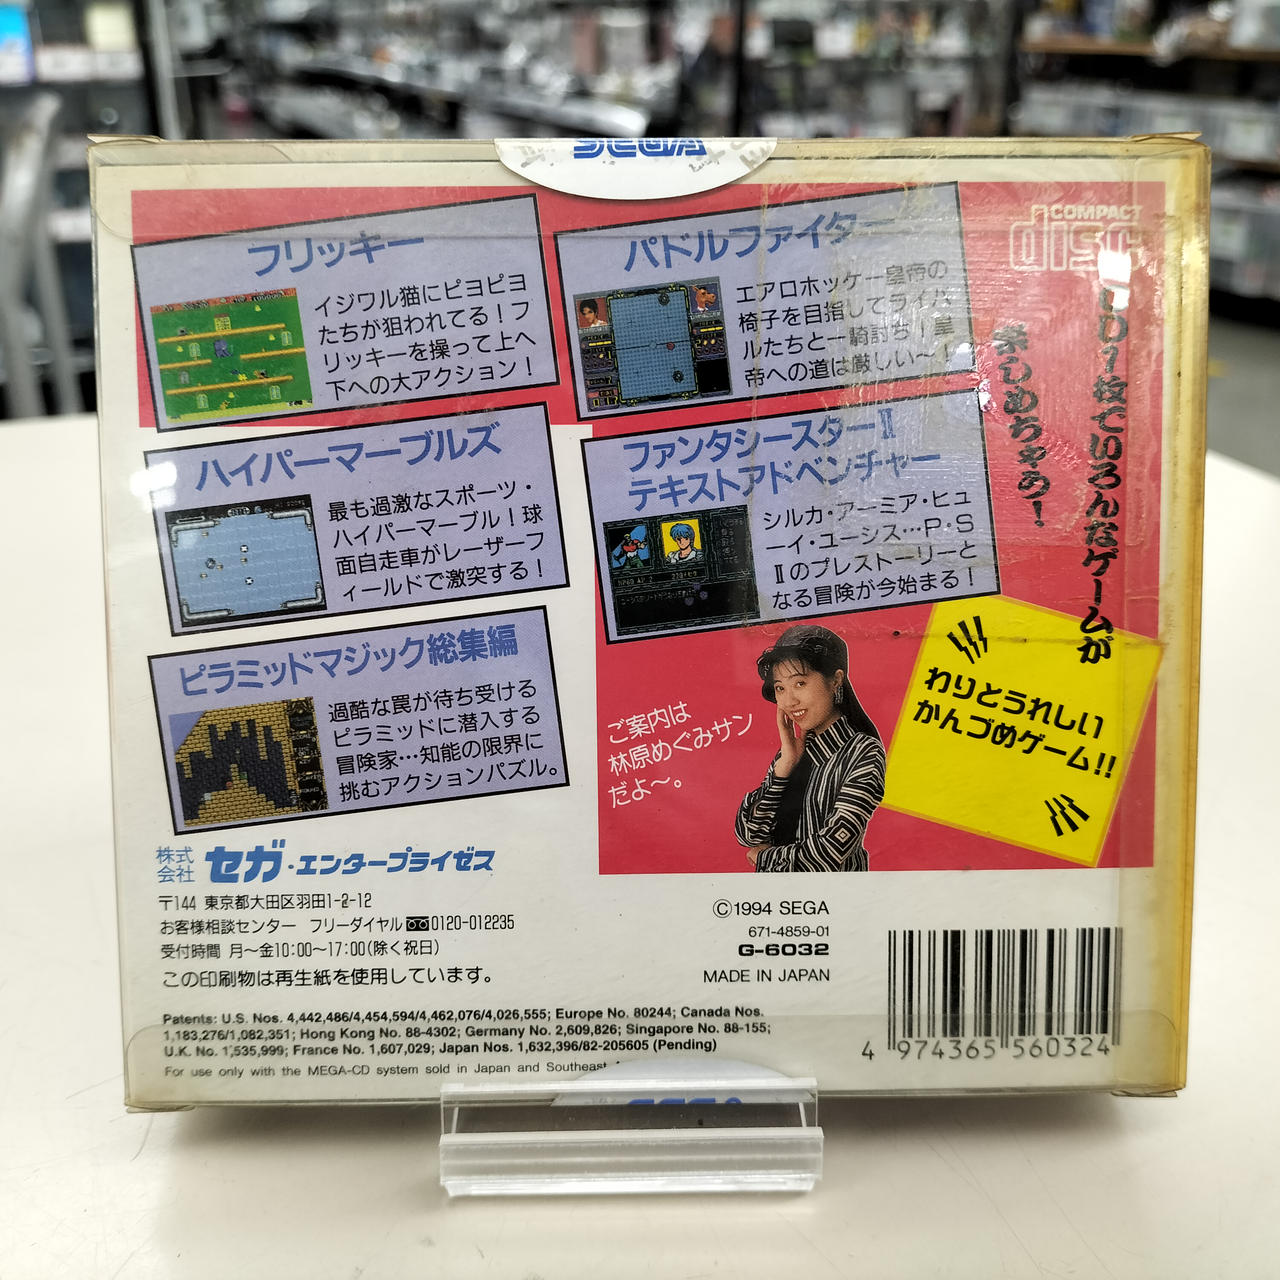 SEGA
COMPACT
disc
フリッキー
イジワル猫にピヨピヨ
たちが狙われてる！フ
リッキーを操って上へ
下への大アクション！
パドルファイター
エアロホッケー皇帝の
椅子を目指してライバ
ルたちと一騎討ち！皇
帝への道は厳しい〜！
ハイパーマーブルズ
最も過激なスポーツ・
ハイパーマーブル！球
面自走車がレーザーフ
ィールドで激突する！
ファンタシースターⅡ
テキストアドベンチャー
シルカ・アーミア・ヒュ
ーイ・ユーシス…P・S
Ⅱのプレストーリーと
なる冒険が今始まる！
ピラミッドマジック総集編
過酷な罠が待ち受ける
ピラミッドに潜入する
冒険家…知能の限界に
挑むアクションパズル。
CD1枚でいろんなゲームが
楽しめちゃう！
わりとうれしい
かんづめゲーム!!
ご案内は
林原めぐみサン
だよ〜。
株式会社 セガ・エンタープライゼス
〒144 東京都大田区羽田1-2-12
お客様相談センター フリーダイヤル 0120-012235
受付時間 月〜金10:00〜17:00(除く祝日)
この印刷物は再生紙を使用しています。
©1994 SEGA
671-4859-01
G-6032
MADE IN JAPAN
Patents: U.S. Nos. 4,442,486/4,454,594/4,462,076/4,026,555; Europe No. 80244; Canada Nos.
1,183,276/1,082,351; Hong Kong No. 88-4302; Germany No. 2,609,826; Singapore No. 88-155;
U.K. No. 1,535,999; France No. 1,607,029; Japan Nos. 1,632,396/82-205605 (Pending)
For use only with the MEGA-CD system sold in Japan and Southeast
4 974365 560324